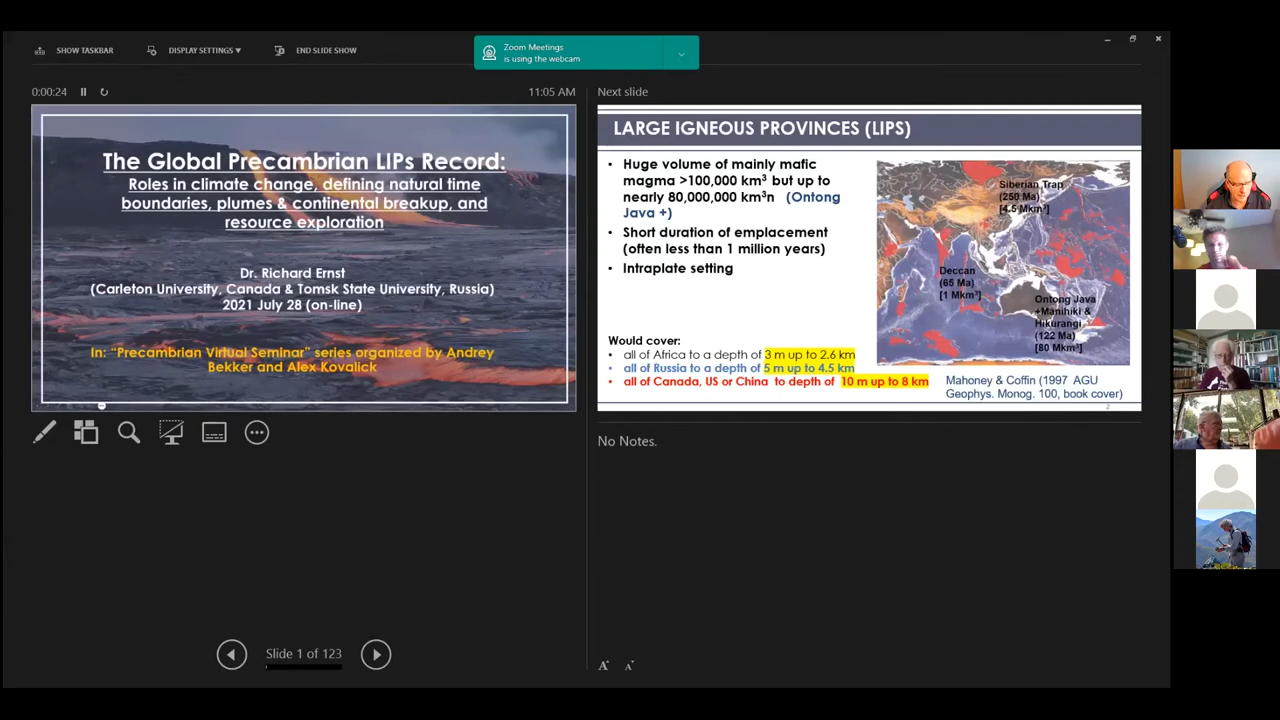 SHOW TASKBAR
DISPLAY SETTINGS ▾
END SLIDE SHOW
Zoom Meetings
is using the webcam
0:00:24
11:05 AM
Next slide
The Global Precambrian LIPs Record:
Roles in climate change, defining natural time
boundaries, plumes & continental breakup, and
resource exploration
Dr. Richard Ernst
(Carleton University, Canada & Tomsk State University, Russia)
2021 July 28 (on-line)
In: “Precambrian Virtual Seminar” series organized by Andrey
Bekker and Alex Kovalick
LARGE IGNEOUS PROVINCES (LIPS)
• Huge volume of mainly mafic
magma >100,000 km³ but up to
nearly 80,000,000 km³n (Ontong
Java +)
• Short duration of emplacement
(often less than 1 million years)
• Intraplate setting
Siberian Trap
(250 Ma)
[4.5 Mkm³]
Deccan
(65 Ma)
[1 Mkm³]
Ontong Java
+Manihiki &
Hikurangi
(122 Ma)
[80 Mkm³]
Would cover:
• all of Africa to a depth of 3 m up to 2.6 km
• all of Russia to a depth of 5 m up to 4.5 km
• all of Canada, US or China to depth of 10 m up to 8 km
Mahoney & Coffin (1997 AGU
Geophys. Monog. 100, book cover)
2
No Notes.
Slide 1 of 123
A A